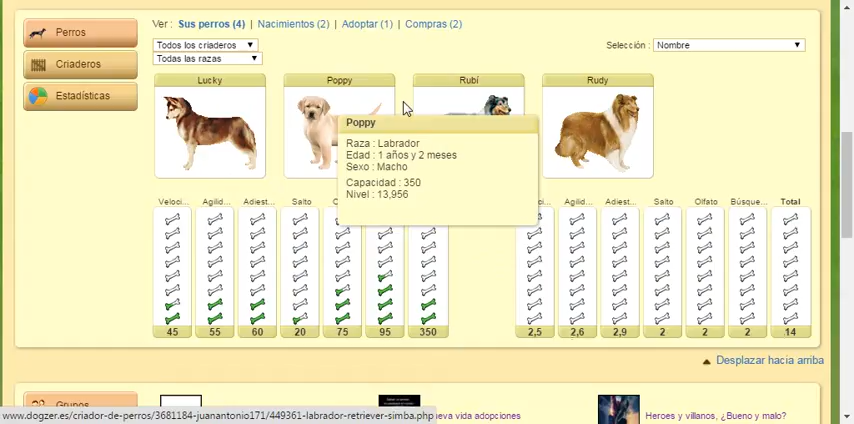 Ver : Sus perros (4) | Nacimientos (2) | Adoptar (1) | Compras (2)
Perros
Criaderos
Estadísticas
Todos los criaderos
Todas las razas
Selección : Nombre
Lucky
Poppy
Rubí
Rudy
Poppy
Raza : Labrador
Edad : 1 años y 2 meses
Sexo : Macho
Capacidad : 350
Nivel : 13,956
Veloci... Agilid... Adiest... Salto
Agilid... Adiest... Salto Olfato Búsque... Total
45 55 60 20 75 95 350
2,5 2,6 2,9 2 2 2 14
Desplazar hacia arriba
Grupos
nueva vida adopciones
Heroes y villanos, ¿Bueno y malo?
www.dogzer.es/criador-de-perros/3681184-juanantonio171/449361-labrador-retriever-simba.php